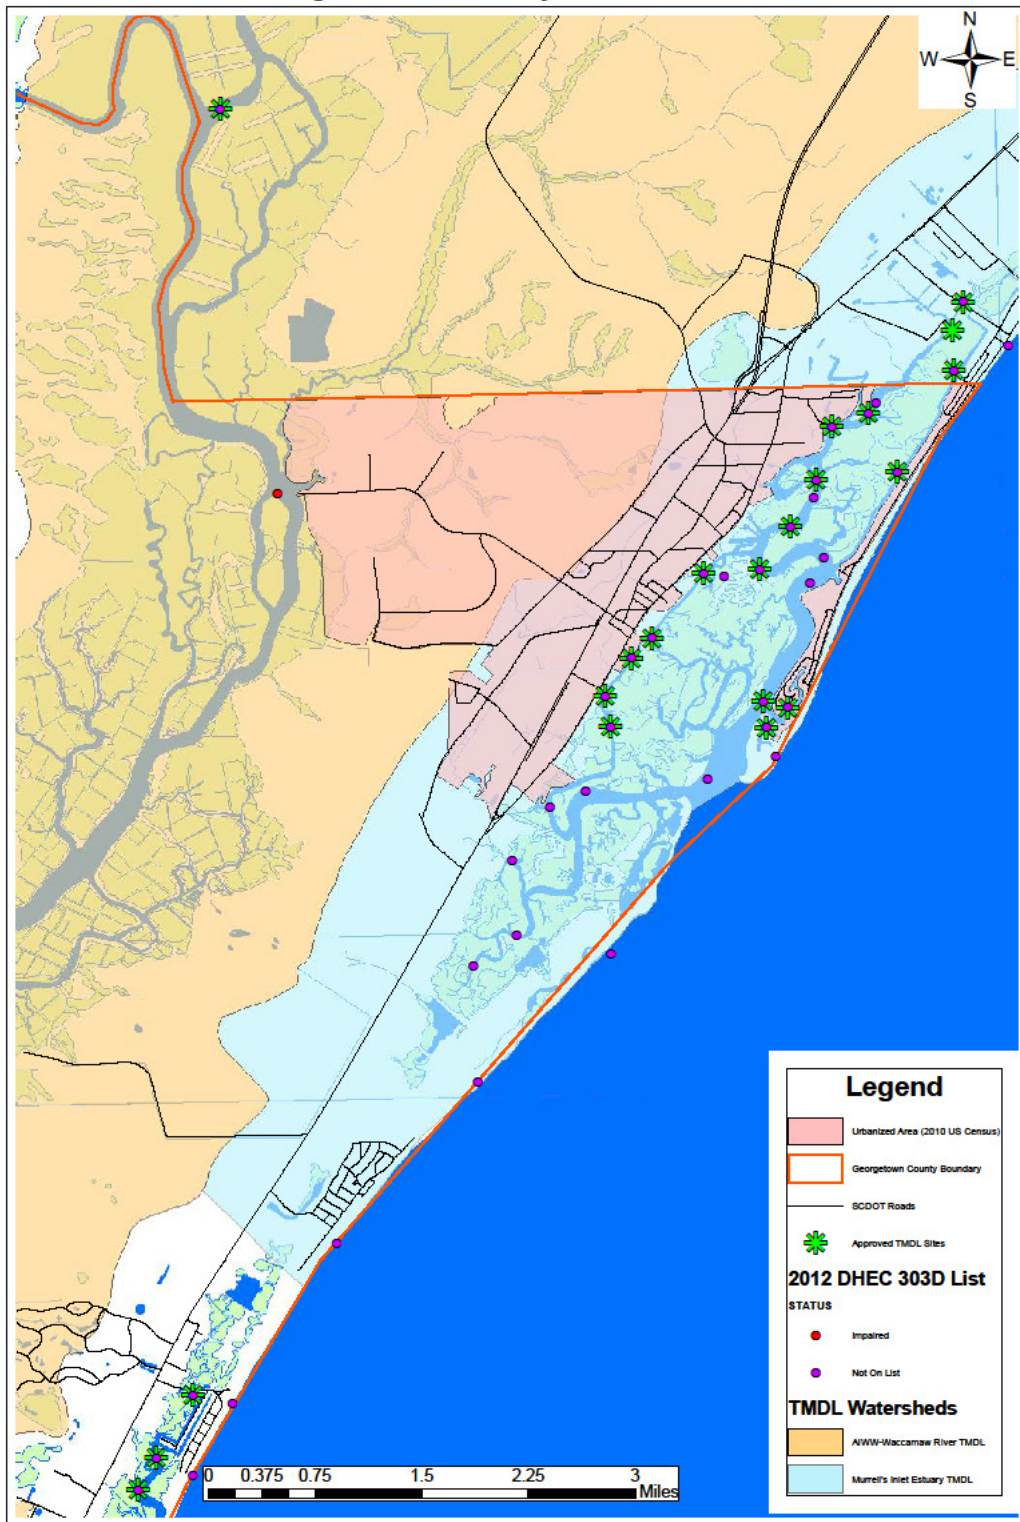 N
W E
S
Legend
Urbanized Area (2010 US Census)
Georgetown County Boundary
SCDOT Roads
Approved TMDL Sites
2012 DHEC 303D List
STATUS
Impaired
Not On List
TMDL Watersheds
AIWW-Waccamaw River TMDL
Murrell's Inlet Estuary TMDL
0 0.375 0.75 1.5 2.25 3
Miles